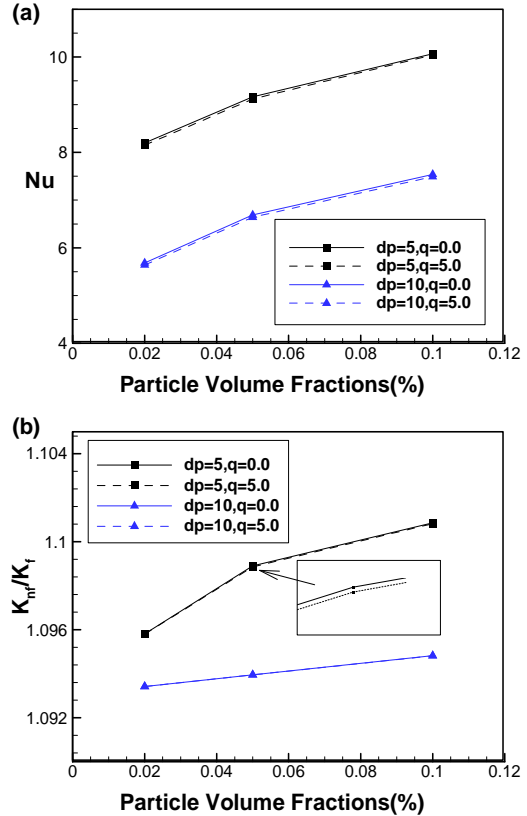 (a)
10
8
Nu
6
4
dp=5,q=0.0
dp=5,q=5.0
dp=10,q=0.0
dp=10,q=5.0
0 0.02 0.04 0.06 0.08 0.1 0.12
Particle Volume Fractions(%)
(b)
1.104
1.1
1.096
1.092
Knf/Kf
dp=5,q=0.0
dp=5,q=5.0
dp=10,q=0.0
dp=10,q=5.0
0 0.02 0.04 0.06 0.08 0.1 0.12
Particle Volume Fractions(%)